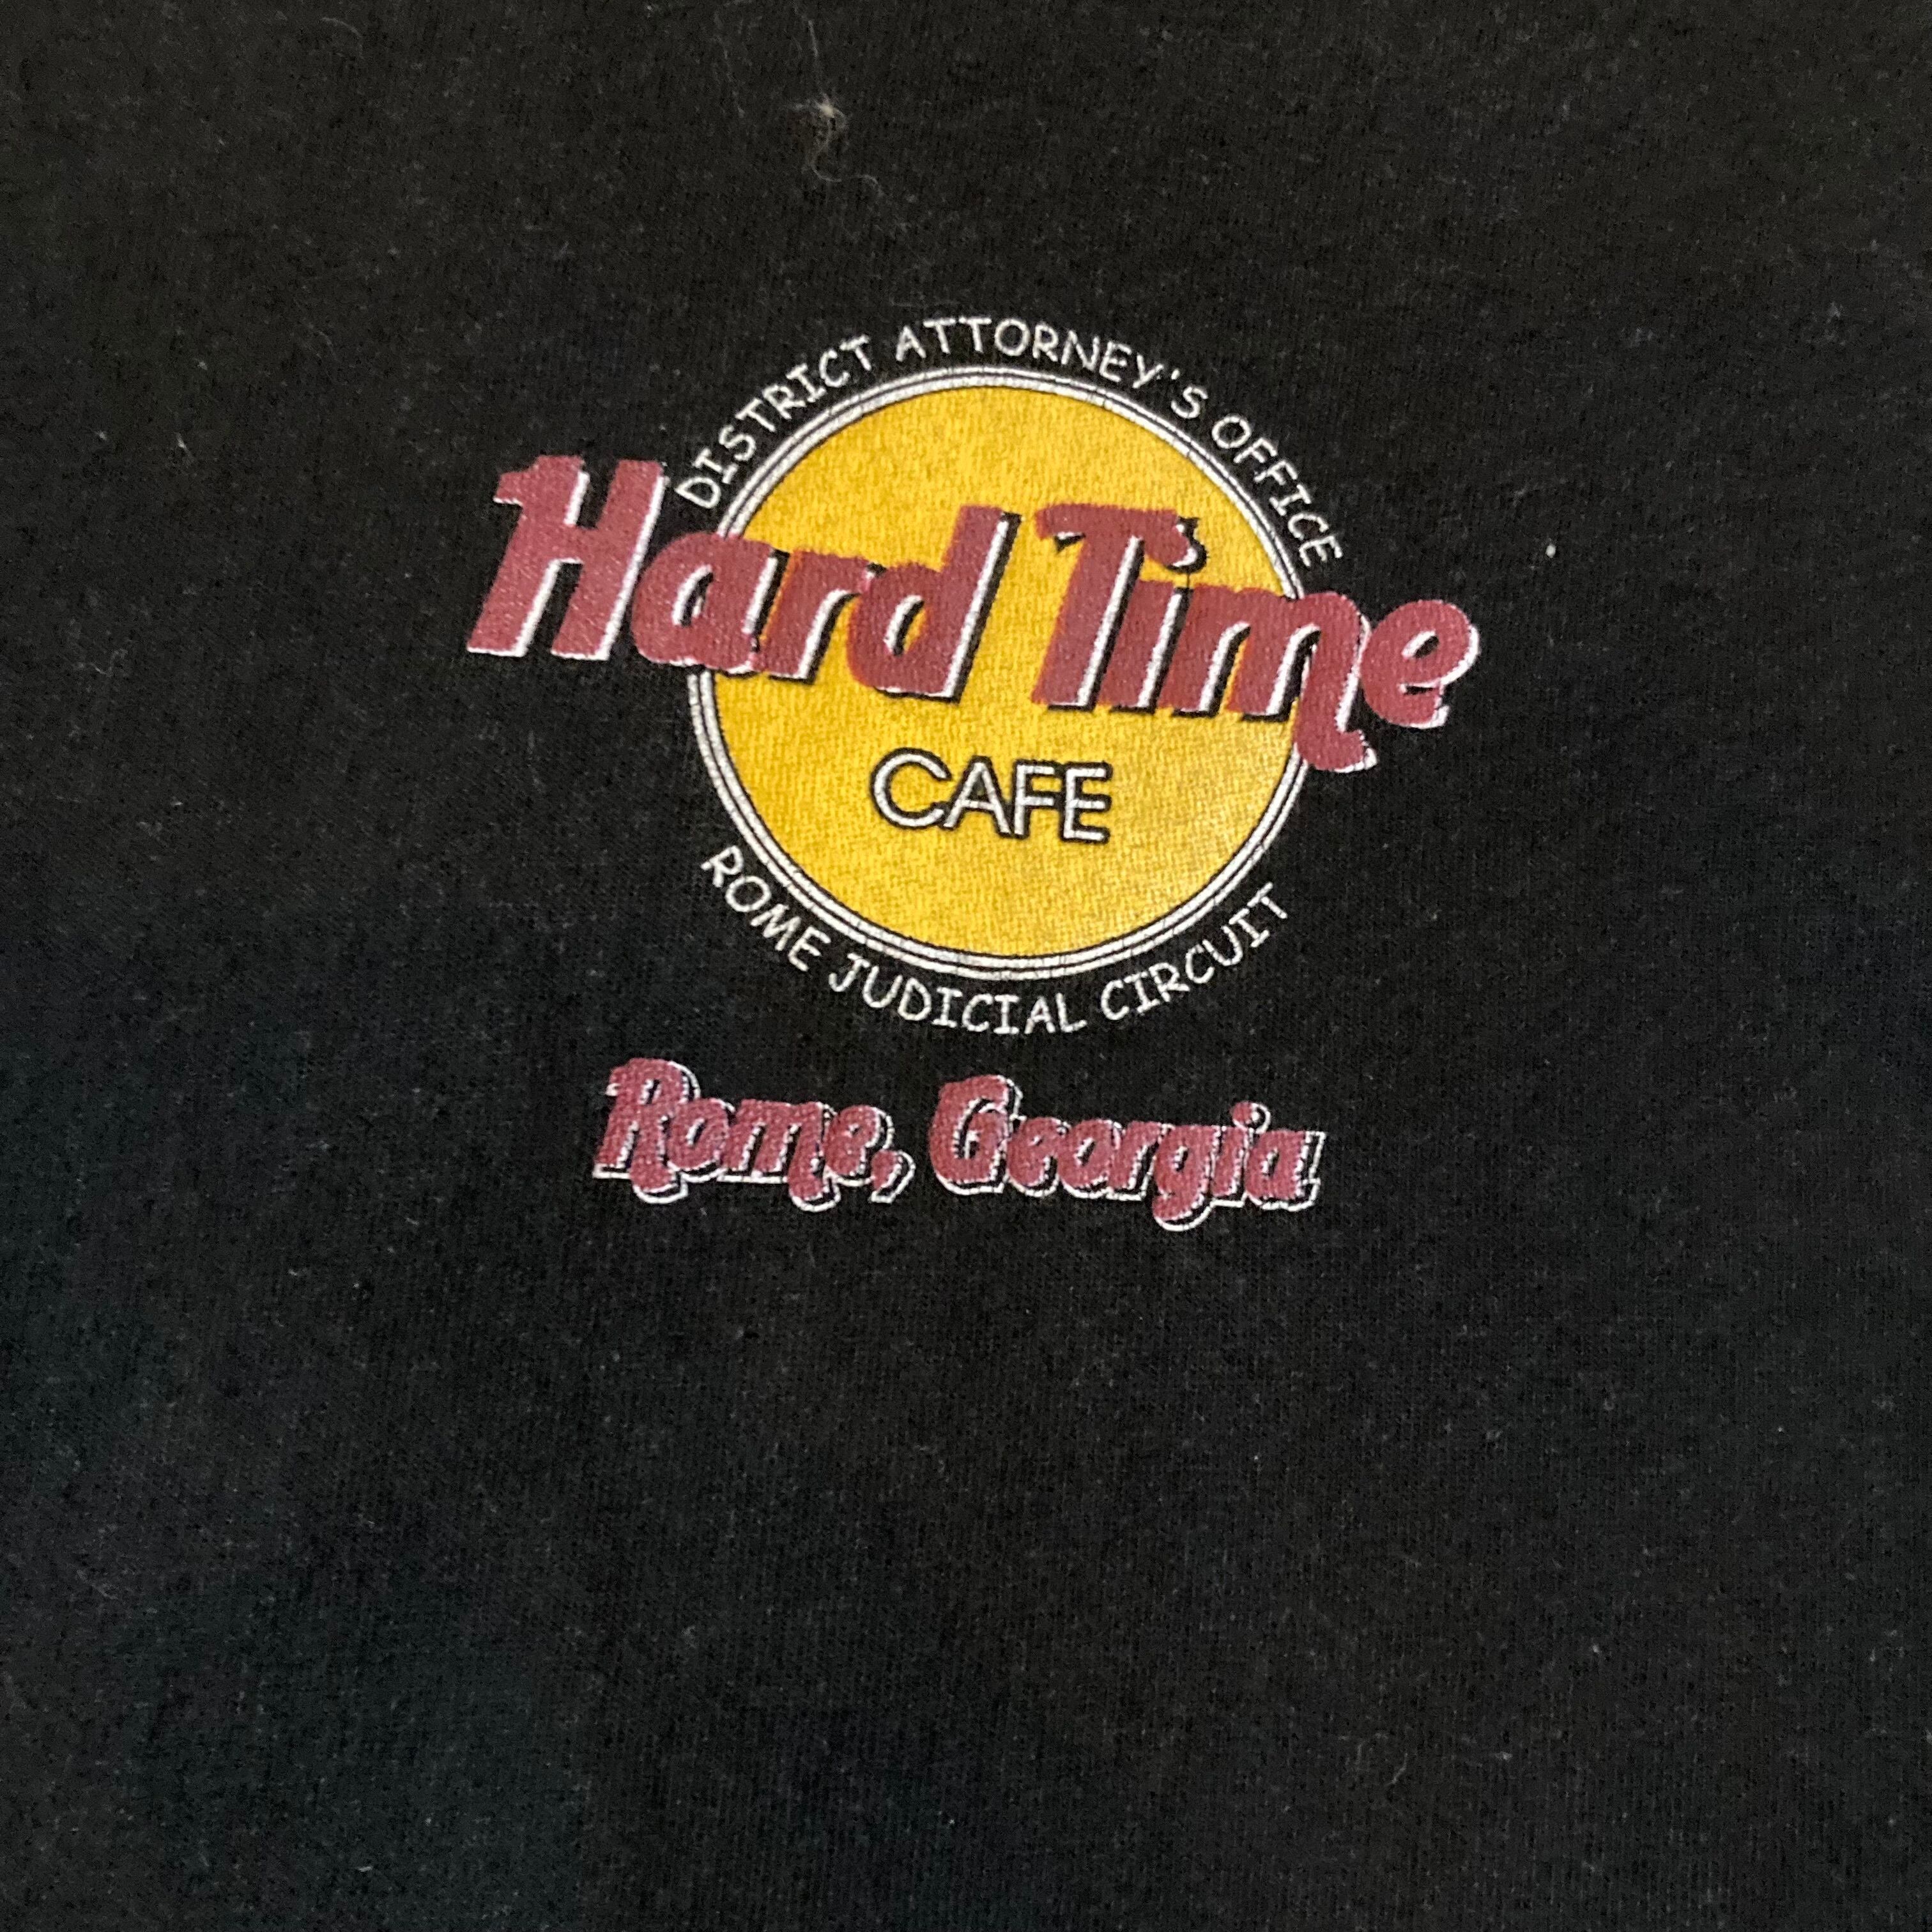 DISTRICT ATTORNEY'S OFFICE
Hard Time
CAFE
ROME JUDICIAL CIRCUIT
Rome, Georgia